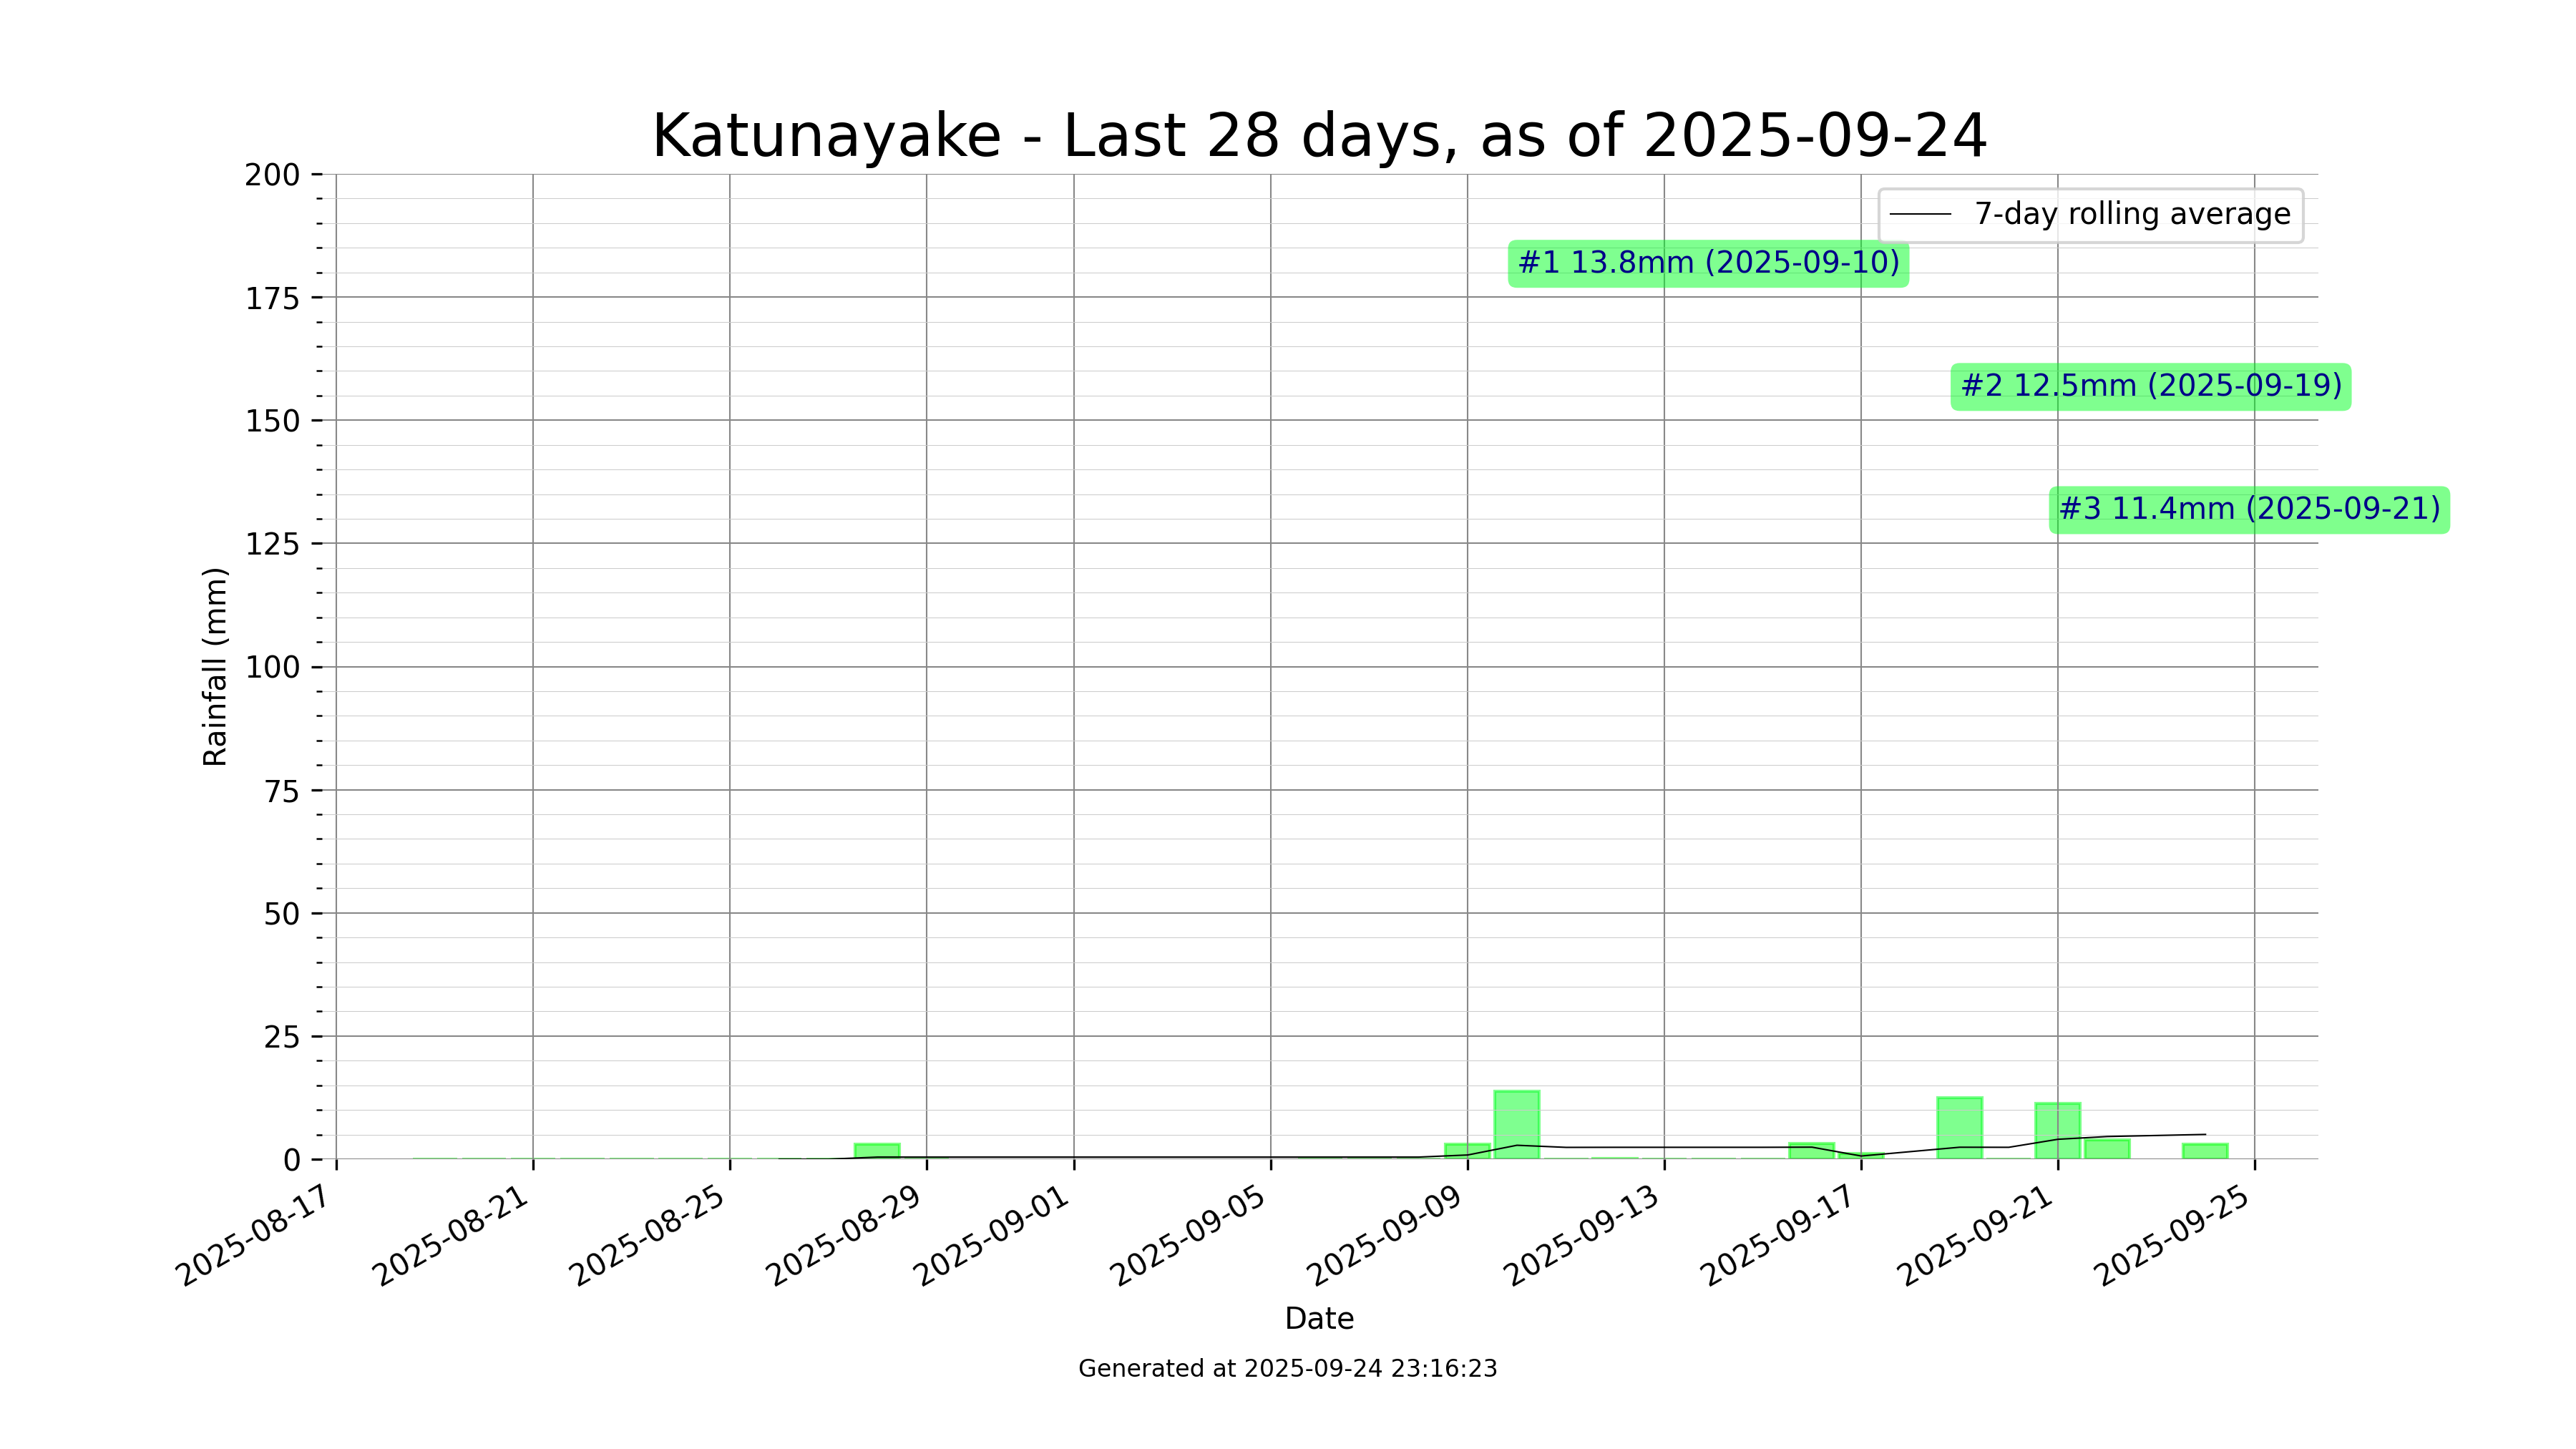 Katunayake - Last 28 days, as of 2025-09-24
200
175
150
125
100
75
50
25
0
Rainfall (mm)
7-day rolling average
#1 13.8mm (2025-09-10)
#2 12.5mm (2025-09-19)
#3 11.4mm (2025-09-21)
2025-08-17
2025-08-21
2025-08-25
2025-08-29
2025-09-01
2025-09-05
2025-09-09
2025-09-13
2025-09-17
2025-09-21
2025-09-25
Date
Generated at 2025-09-24 23:16:23